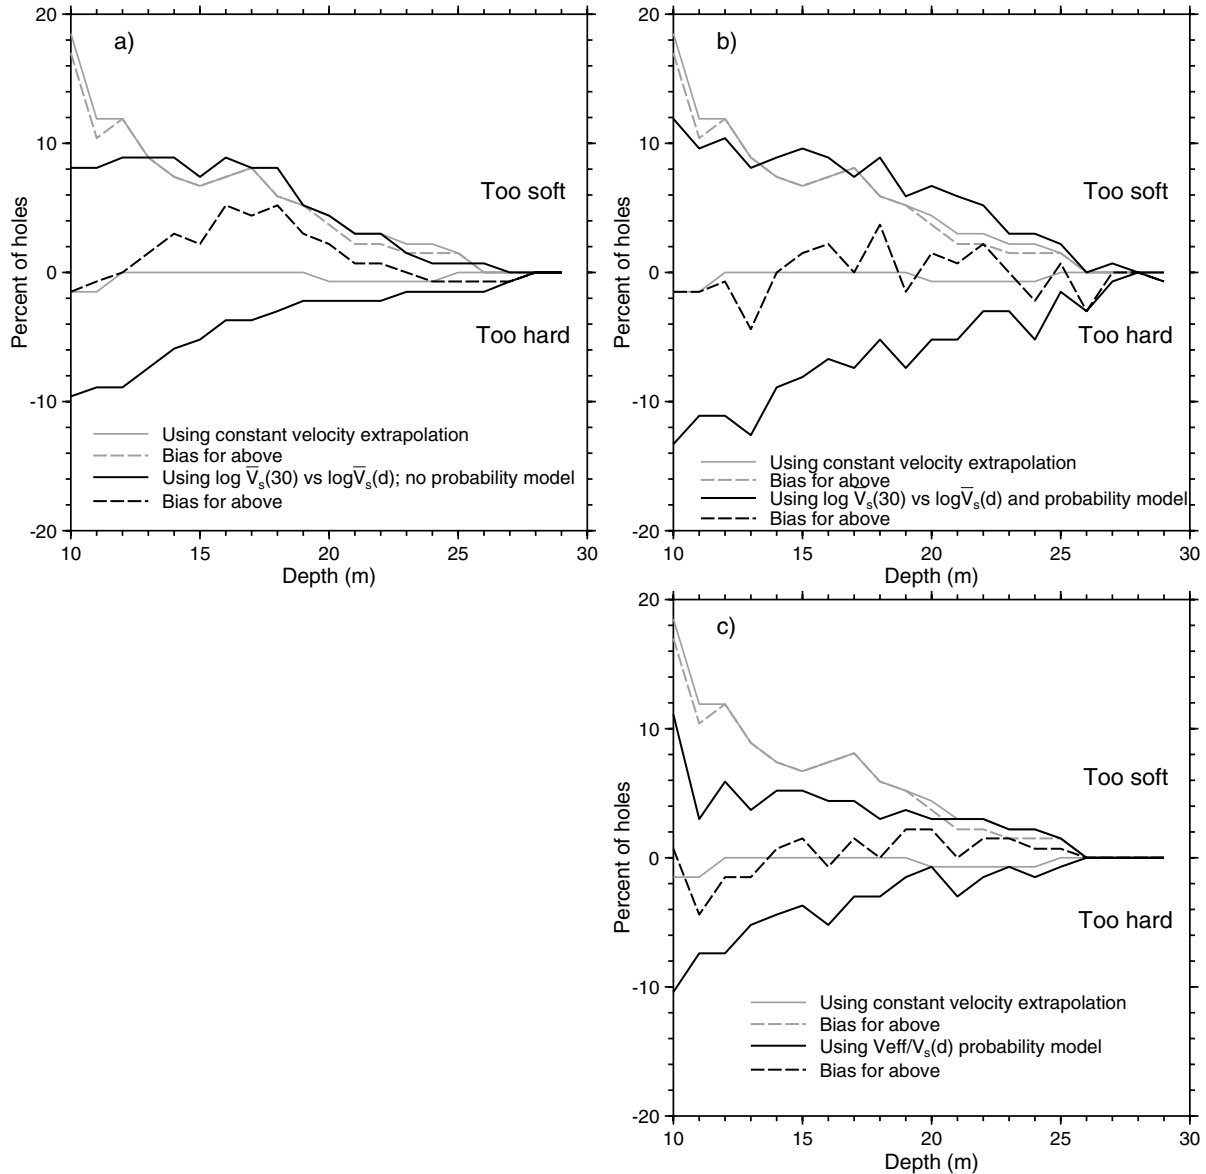 a)
Percent of holes
20
10
0
-10
-20
Too soft
Too hard
Using constant velocity extrapolation
Bias for above
Using log V̅s(30) vs logV̅s(d); no probability model
Bias for above
10 15 20 25 30
Depth (m)
b)
Percent of holes
20
10
0
-10
-20
Too soft
Too hard
Using constant velocity extrapolation
Bias for above
Using log V̅s(30) vs logV̅s(d) and probability model
Bias for above
10 15 20 25 30
Depth (m)
c)
Percent of holes
20
10
0
-10
-20
Too soft
Too hard
Using constant velocity extrapolation
Bias for above
Using Veff/Vs(d) probability model
Bias for above
10 15 20 25 30
Depth (m)